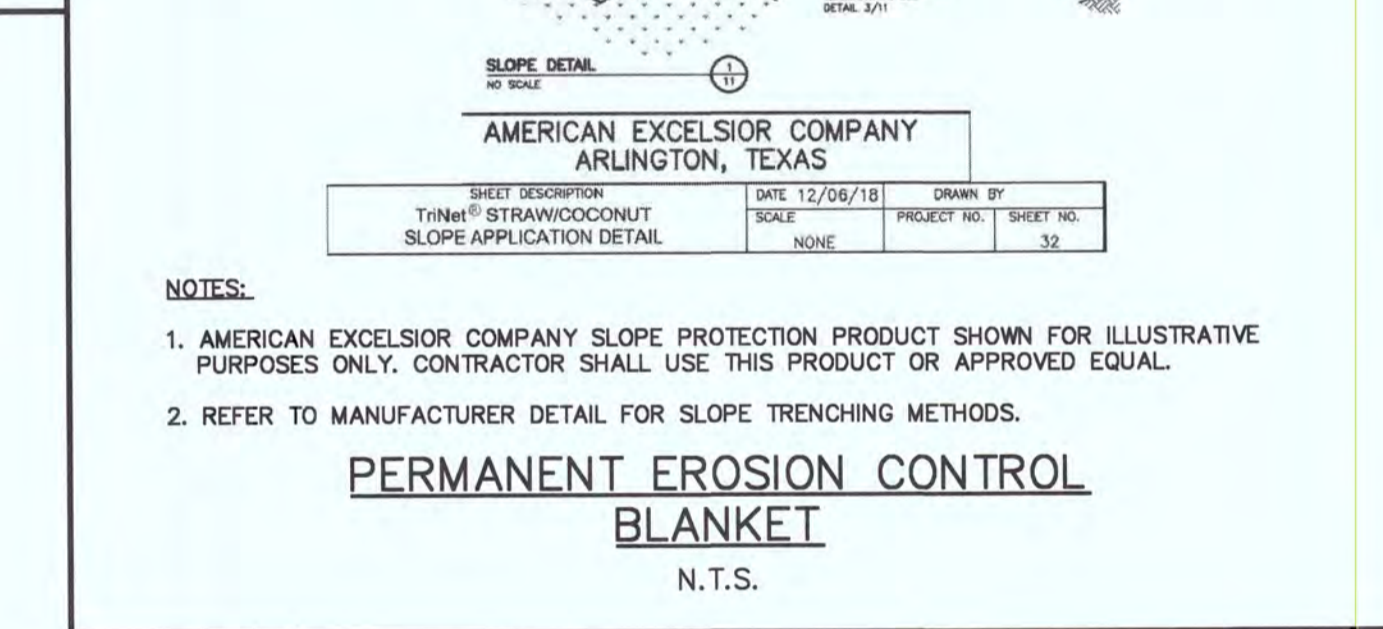 DETAIL 3/11
SLOPE DETAIL
NO SCALE
1
11
AMERICAN EXCELSIOR COMPANY
ARLINGTON, TEXAS
SHEET DESCRIPTION
TriNet® STRAW/COCONUT
SLOPE APPLICATION DETAIL
DATE 12/06/18
DRAWN BY
SCALE
NONE
PROJECT NO.
SHEET NO.
32
NOTES:
1. AMERICAN EXCELSIOR COMPANY SLOPE PROTECTION PRODUCT SHOWN FOR ILLUSTRATIVE
PURPOSES ONLY. CONTRACTOR SHALL USE THIS PRODUCT OR APPROVED EQUAL.
2. REFER TO MANUFACTURER DETAIL FOR SLOPE TRENCHING METHODS.
PERMANENT EROSION CONTROL
BLANKET
N.T.S.